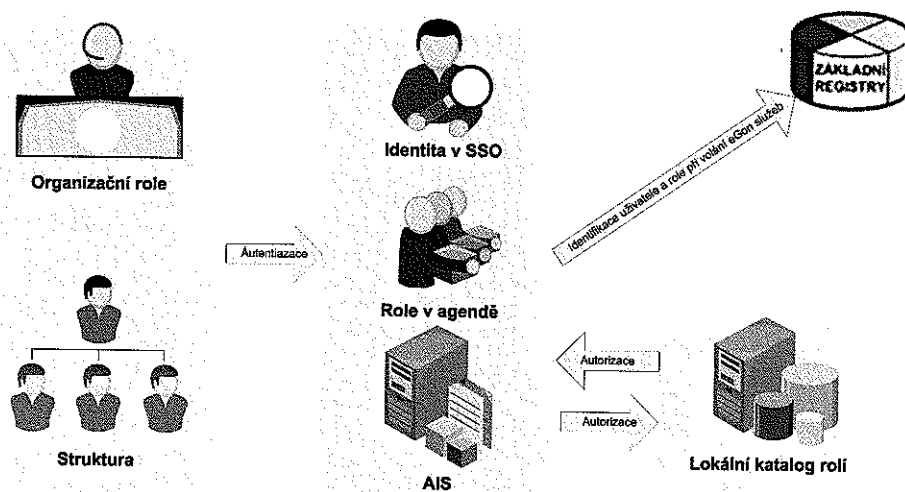 ZÁKLADNÍ
REGISTRY
Identita v SSO
Organizační role
Identifikace uživatele a role při volání eGon služeb
Autentiazace
Role v agendě
Autorizace
Autorizace
Struktura
AIS
Lokální katalog rolí